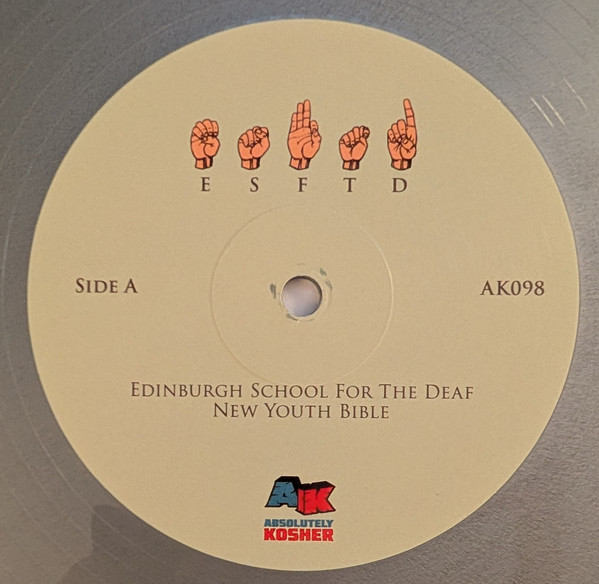 E S F T D
SIDE A
AK098
EDINBURGH SCHOOL FOR THE DEAF
NEW YOUTH BIBLE
AK
ABSOLUTELY
KOSHER